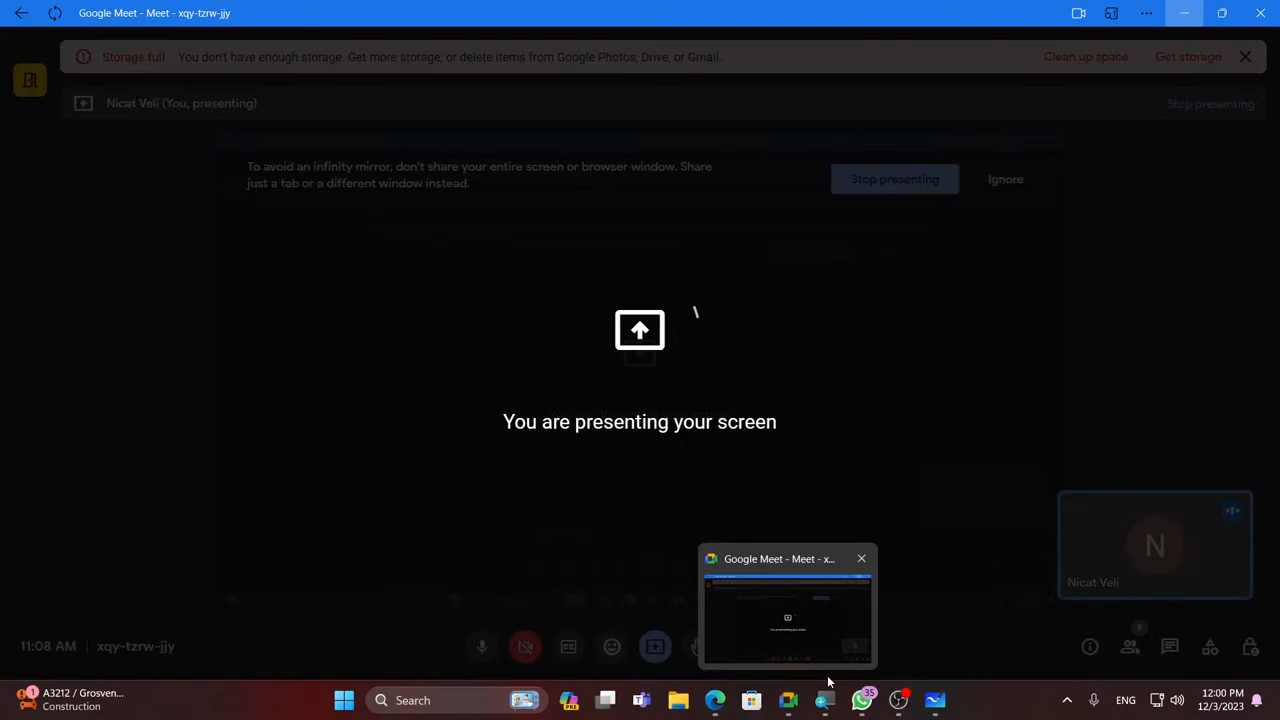 Google Meet - Meet - xqy-tzrw-jjy
Storage full You don't have enough storage. Get more storage, or delete items from Google Photos, Drive, or Gmail. Clean up space Get storage
Nicat Veli (You, presenting) Stop presenting
To avoid an infinity mirror, don't share your entire screen or browser window. Share
just a tab or a different window instead.
Stop presenting Ignore
You are presenting your screen
N
Nicat Veli
Google Meet - Meet - x...
11:08 AM xqy-tzrw-jjy
1
A3212 / Grosven...
Construction
Search
PRE
35
ENG
12:00 PM
12/3/2023